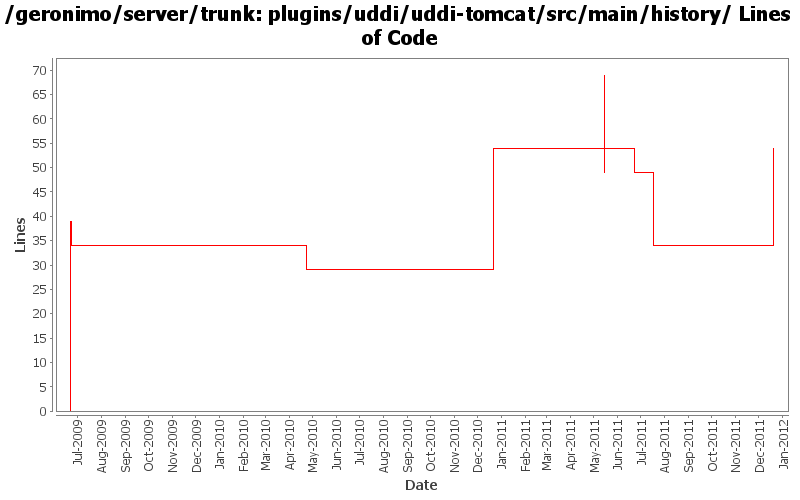 /geronimo/server/trunk: plugins/uddi/uddi-tomcat/src/main/history/ Lines
of Code
70
65
60
55
50
45
40
35
30
25
20
15
10
5
0
Lines
Jul-2009
Aug-2009
Sep-2009
Oct-2009
Nov-2009
Dec-2009
Jan-2010
Feb-2010
Mar-2010
Apr-2010
May-2010
Jun-2010
Jul-2010
Aug-2010
Sep-2010
Oct-2010
Nov-2010
Dec-2010
Jan-2011
Feb-2011
Mar-2011
Apr-2011
May-2011
Jun-2011
Jul-2011
Aug-2011
Sep-2011
Oct-2011
Nov-2011
Dec-2011
Jan-2012
Date